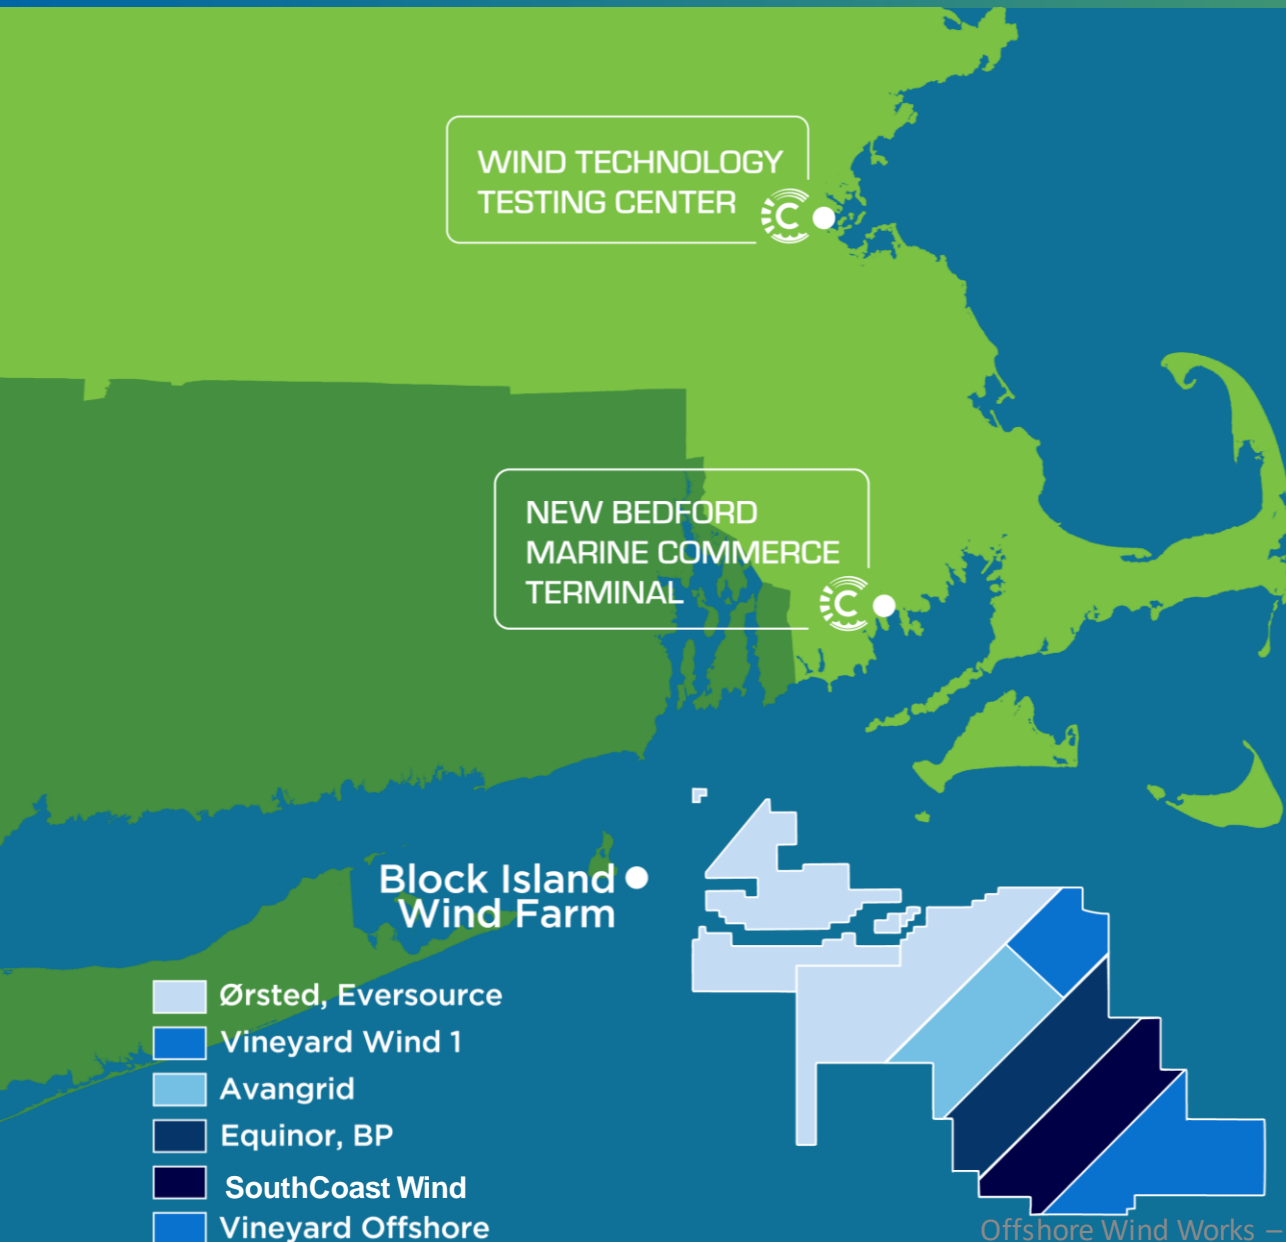 WIND TECHNOLOGY
TESTING CENTER
C
NEW BEDFORD
MARINE COMMERCE
TERMINAL
C
Block Island
Wind Farm
Ørsted, Eversource
Vineyard Wind 1
Avangrid
Equinor, BP
SouthCoast Wind
Vineyard Offshore
Offshore Wind Works –